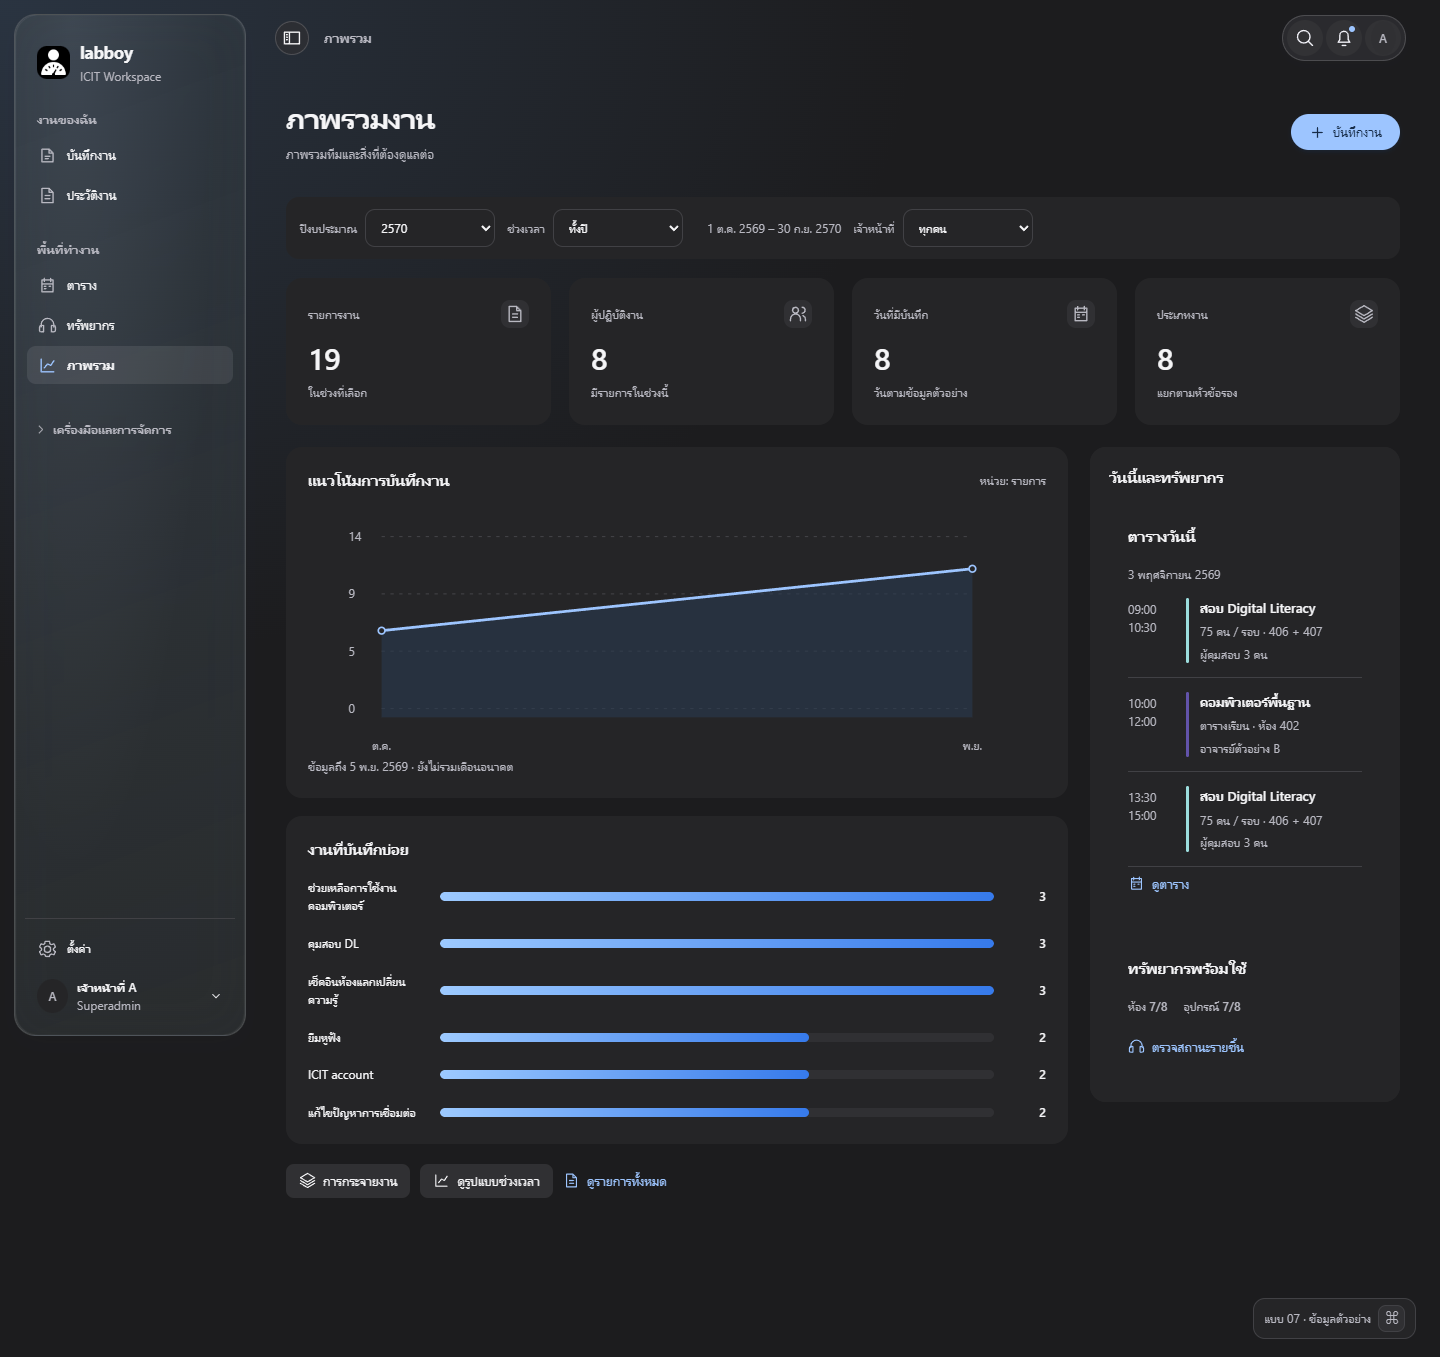 labboy
ICIT Workspace
งานของฉัน
บันทึกงาน
ประวัติงาน
พื้นที่ทำงาน
ตาราง
ทรัพยากร
ภาพรวม
เครื่องมือและการจัดการ
ตั้งค่า
A
เจ้าหน้าที่ A
Superadmin
ภาพรวม
A
ภาพรวมงาน
ภาพรวมทีมและสิ่งที่ต้องดูแลต่อ
บันทึกงาน
ปีงบประมาณ 2570 ช่วงเวลา ทั้งปี 1 ต.ค. 2569 – 30 ก.ย. 2570 เจ้าหน้าที่ ทุกคน
รายการงาน
19
ในช่วงที่เลือก
ผู้ปฏิบัติงาน
8
มีรายการในช่วงนี้
วันที่มีบันทึก
8
วันตามข้อมูลตัวอย่าง
ประเภทงาน
8
แยกตามหัวข้อรอง
แนวโน้มการบันทึกงาน
หน่วย: รายการ
14
9
5
0
ต.ค. พ.ย.
ข้อมูลถึง 5 พ.ย. 2569 · ยังไม่รวมเดือนอนาคต
งานที่บันทึกบ่อย
ช่วยเหลือการใช้งาน
คอมพิวเตอร์
3
คุมสอบ DL 3
เช็คอินห้องแลกเปลี่ยน
ความรู้
3
ยืมหูฟัง 2
ICIT account 2
แก้ไขปัญหาการเชื่อมต่อ 2
การกระจายงาน
ดูรูปแบบช่วงเวลา
ดูรายการทั้งหมด
วันนี้และทรัพยากร
ตารางวันนี้
3 พฤศจิกายน 2569
09:00
10:30
สอบ Digital Literacy
75 คน / รอบ · 406 + 407
ผู้คุมสอบ 3 คน
10:00
12:00
คอมพิวเตอร์พื้นฐาน
ตารางเรียน · ห้อง 402
อาจารย์ตัวอย่าง B
13:30
15:00
สอบ Digital Literacy
75 คน / รอบ · 406 + 407
ผู้คุมสอบ 3 คน
ดูตาราง
ทรัพยากรพร้อมใช้
ห้อง 7/8 อุปกรณ์ 7/8
ตรวจสถานะรายชิ้น
แบบ 07 · ข้อมูลตัวอย่าง ⌘